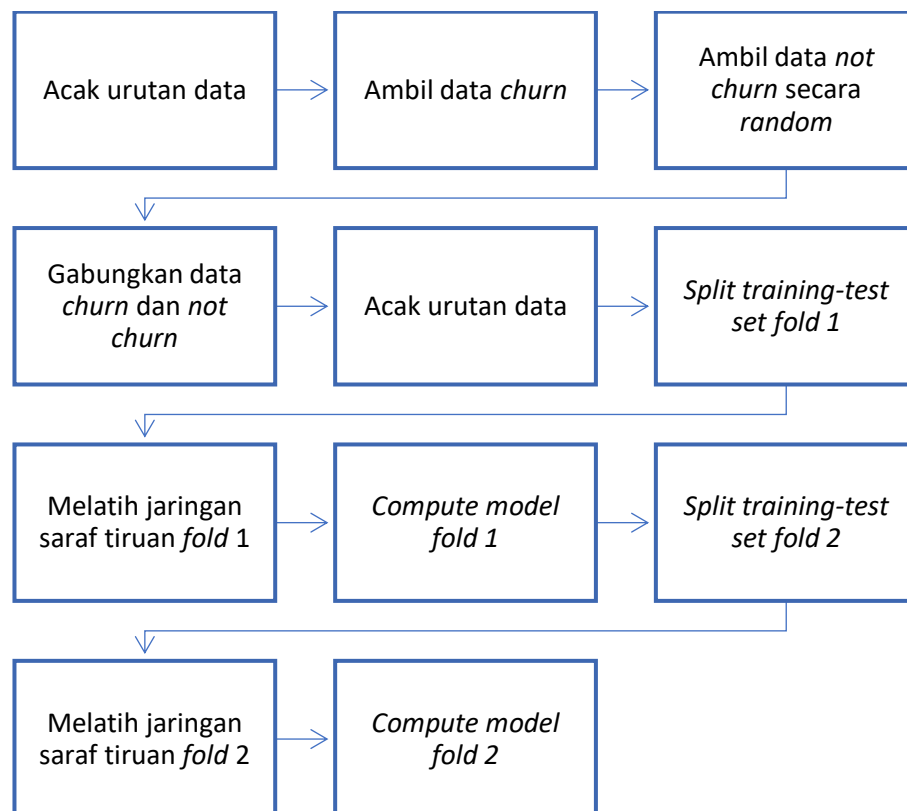 Acak urutan data
Ambil data churn
Ambil data not
churn secara
random
Gabungkan data
churn dan not
churn
Acak urutan data
Split training-test
set fold 1
Melatih jaringan
saraf tiruan fold 1
Compute model
fold 1
Split training-test
set fold 2
Melatih jaringan
saraf tiruan fold 2
Compute model
fold 2